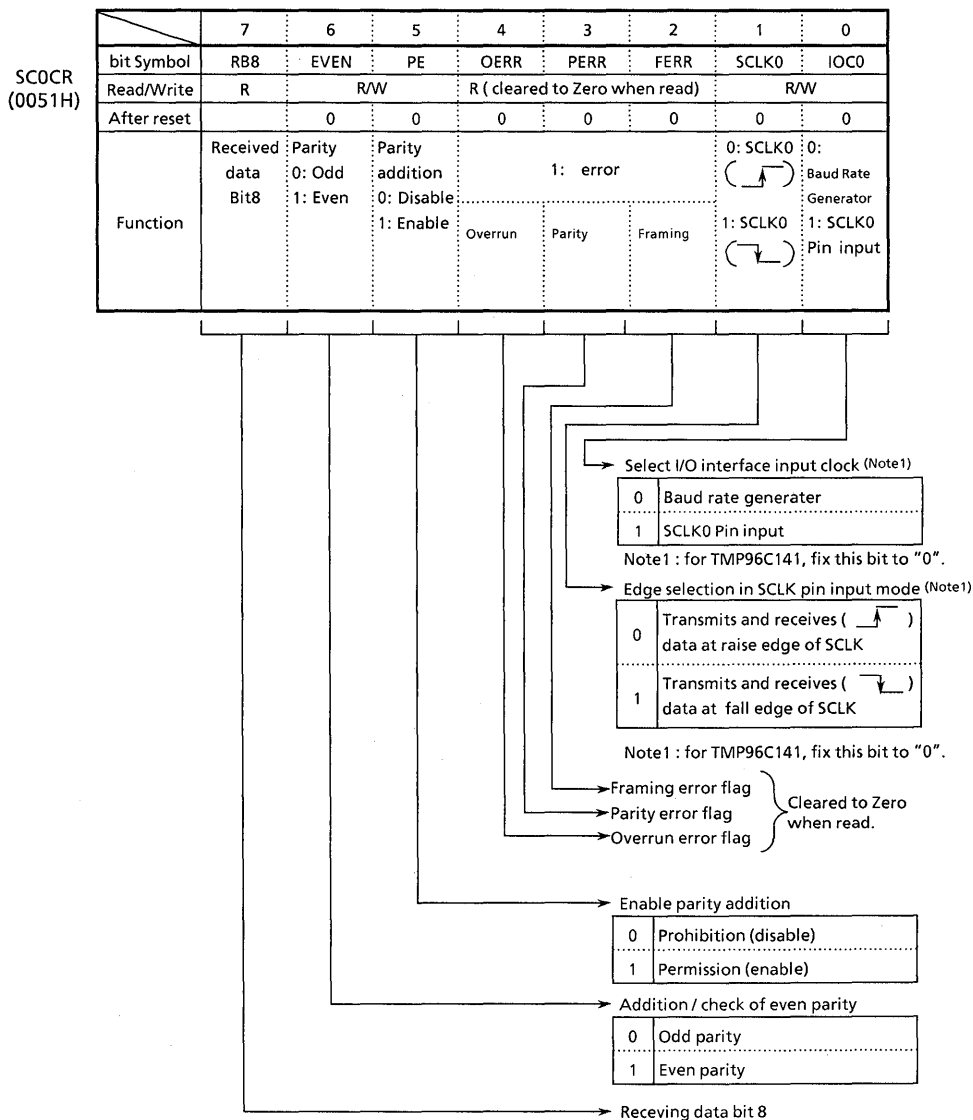 7 6 5 4 3 2 1 0
bit Symbol RB8 EVEN PE OERR PERR FERR SCLK0 IOC0
SC0CR
(0051H)
Read/Write R R/W R ( cleared to Zero when read) R/W
After reset 0 0 0 0 0 0 0
Function
Received data Bit8
Parity
0: Odd
1: Even
Parity
addition
0: Disable
1: Enable
1: error
Overrun Parity Framing
0: SCLK0
1: SCLK0
0:
Baud Rate
Generator
1: SCLK0
Pin input
Select I/O interface input clock (Note1)
0 Baud rate generater
1 SCLK0 Pin input
Note1 : for TMP96C141, fix this bit to "0".
Edge selection in SCLK pin input mode (Note1)
0 Transmits and receives ( )
data at raise edge of SCLK
1 Transmits and receives ( )
data at fall edge of SCLK
Note1 : for TMP96C141, fix this bit to "0".
Framing error flag
Parity error flag
Overrun error flag
Cleared to Zero
when read.
Enable parity addition
0 Prohibition (disable)
1 Permission (enable)
Addition / check of even parity
0 Odd parity
1 Even parity
Receving data bit 8